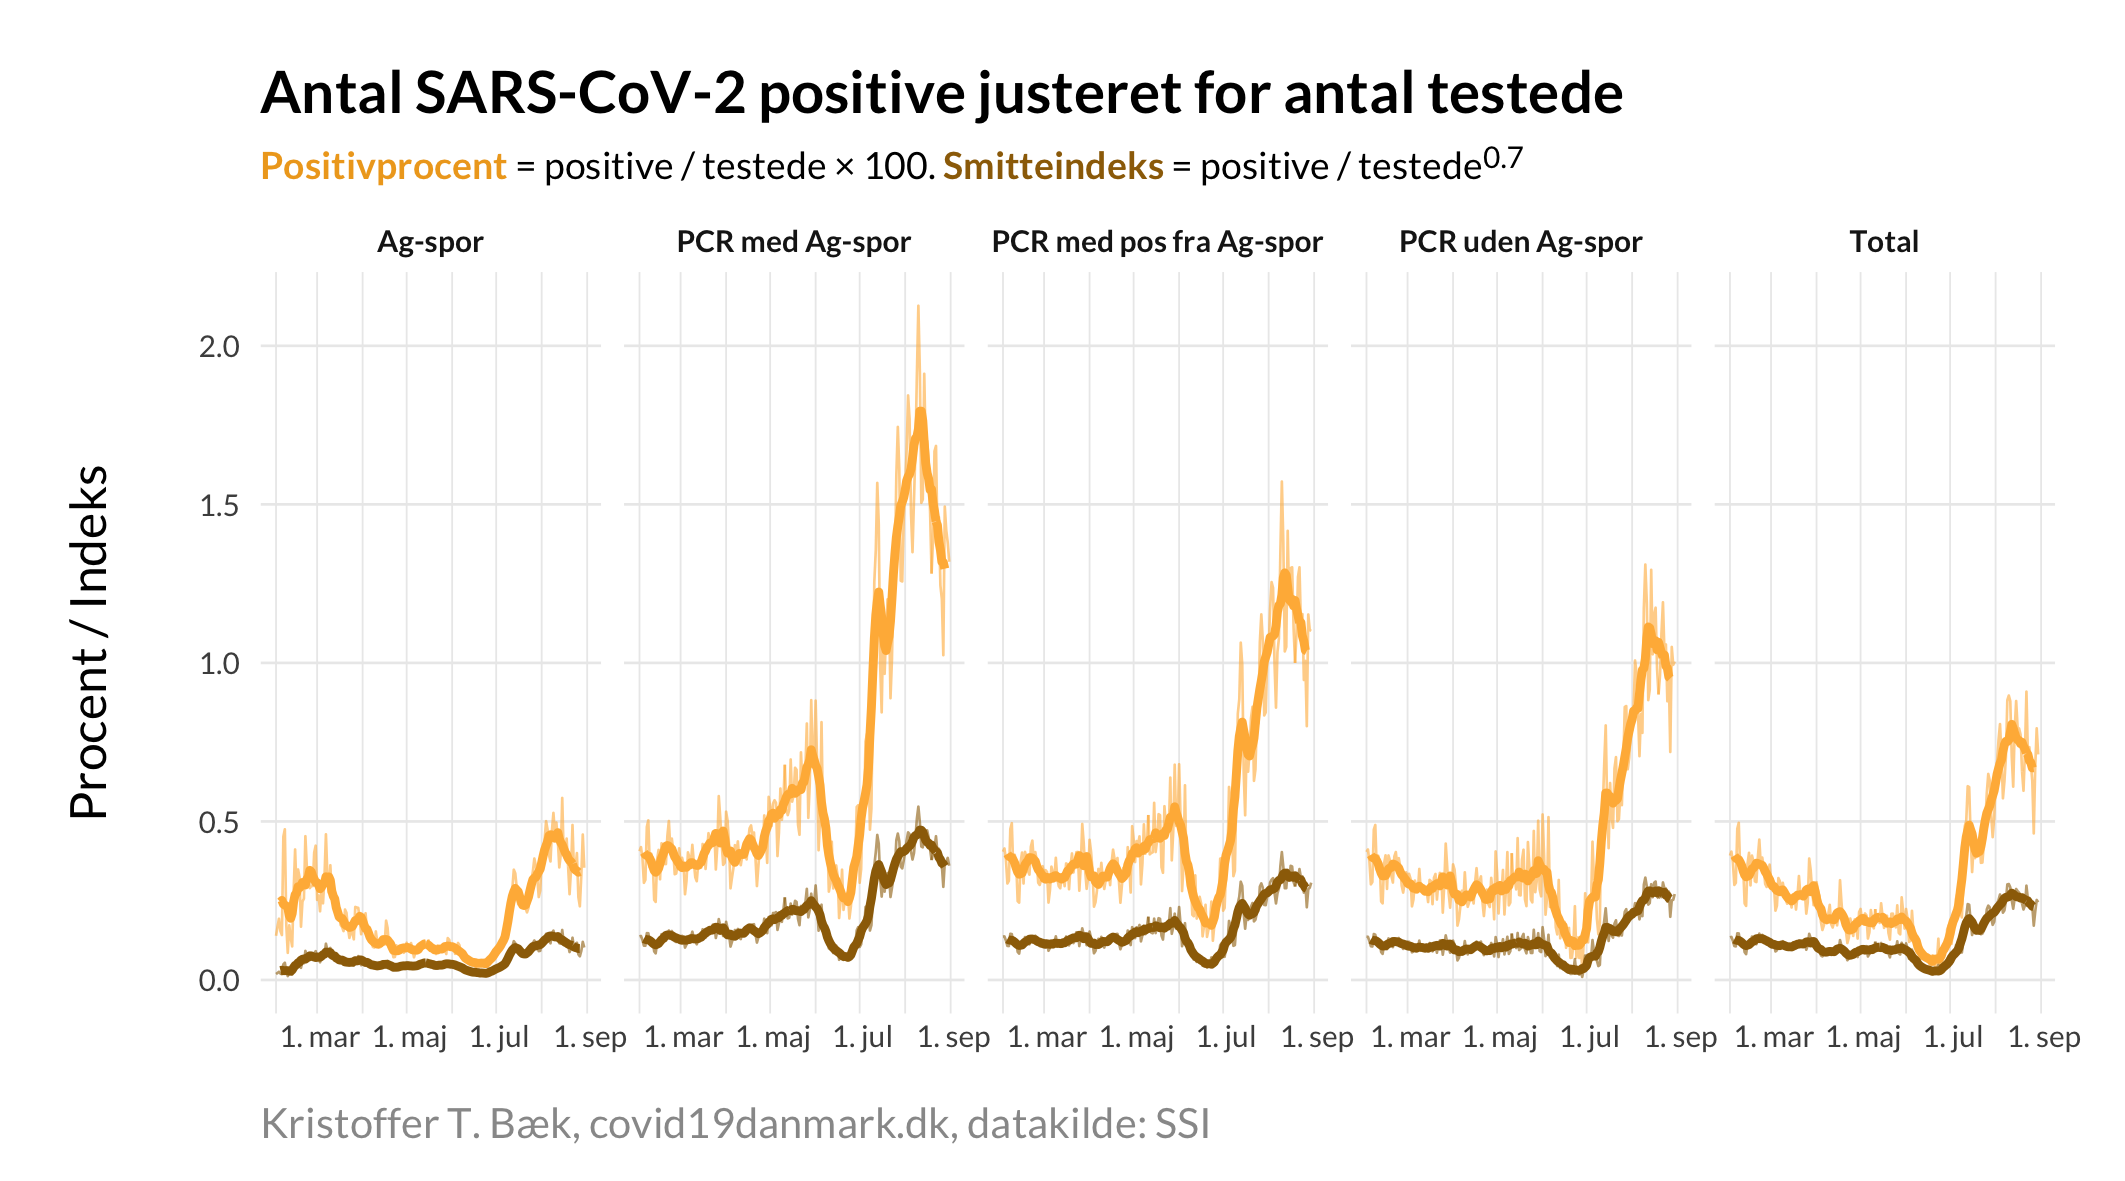 Antal SARS-CoV-2 positive justeret for antal testede
Positivprocent = positive / testede × 100. Smitteindeks = positive / testede^0.7
Ag-spor
PCR med Ag-spor
PCR med pos fra Ag-spor
PCR uden Ag-spor
Total
Procent / Indeks
2.0
1.5
1.0
0.5
0.0
1. mar 1. maj 1. jul 1. sep
1. mar 1. maj 1. jul 1. sep
1. mar 1. maj 1. jul 1. sep
1. mar 1. maj 1. jul 1. sep
1. mar 1. maj 1. jul 1. sep
Kristoffer T. Bæk, covid19danmark.dk, datakilde: SSI